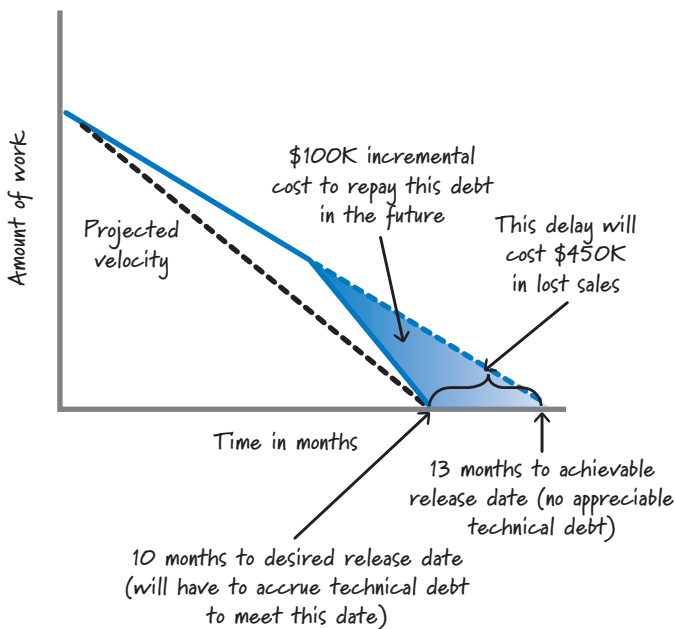 Amount of work
$100K incremental
cost to repay this debt
in the future
This delay will
cost $450K
in lost sales
Projected
velocity
Time in months
13 months to achievable
release date (no appreciable
technical debt)
10 months to desired release date
(will have to accrue technical debt
to meet this date)